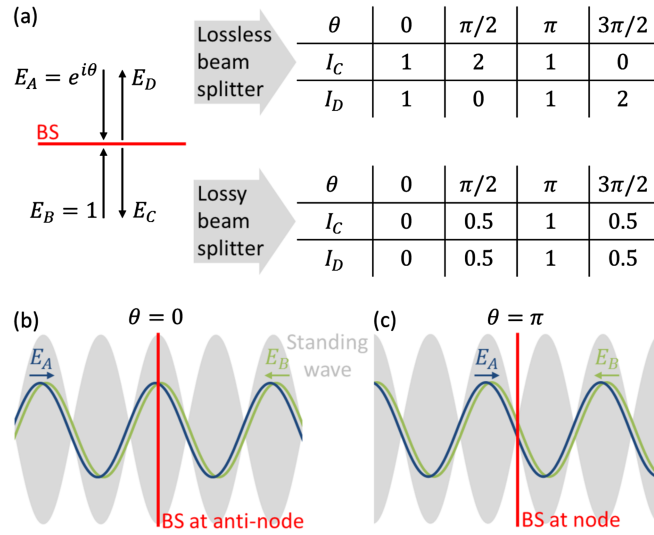 (a)
E_A = e^{iθ}
E_D
BS
E_B = 1
E_C
Lossless
beam
splitter
θ 0 π/2 π 3π/2
I_C 1 2 1 0
I_D 1 0 1 2
Lossy
beam
splitter
θ 0 π/2 π 3π/2
I_C 0 0.5 1 0.5
I_D 0 0.5 1 0.5
(b)
θ = 0
E_A
Standing
wave
E_B
BS at anti-node
(c)
θ = π
E_A
E_B
BS at node